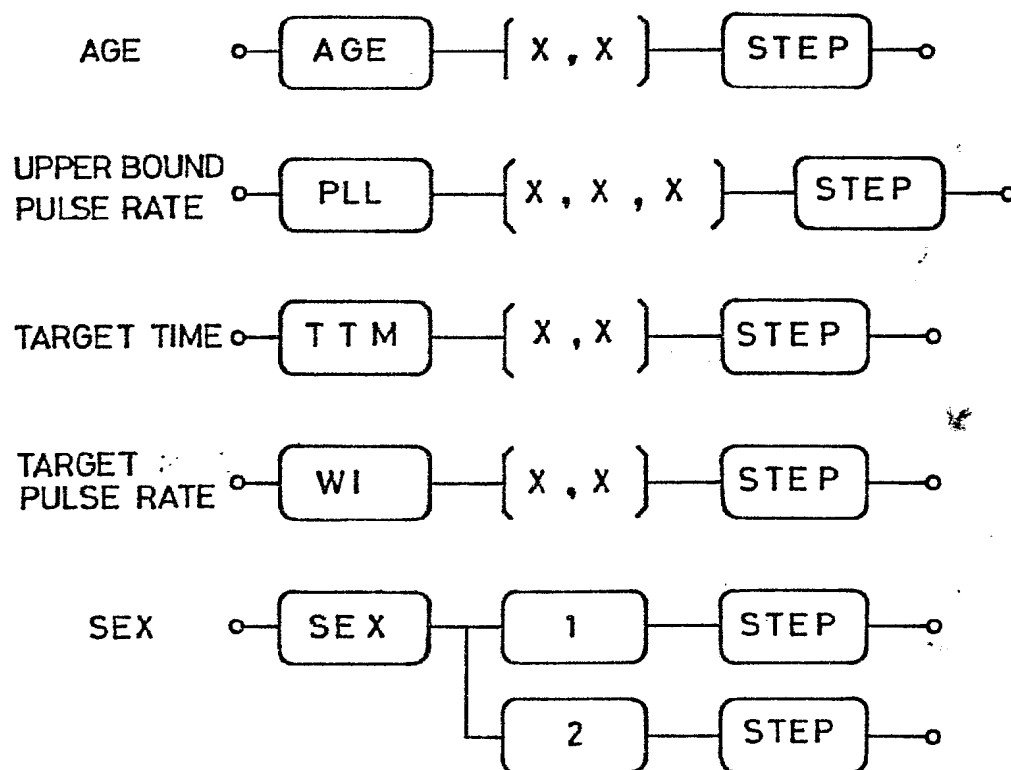 AGE AGE [ X , X ] STEP
UPPER BOUND
PULSE RATE PLL [ X , X , X ] STEP
TARGET TIME TTM [ X , X ] STEP
TARGET
PULSE RATE WI [ X , X ] STEP
SEX SEX 1 STEP
2 STEP